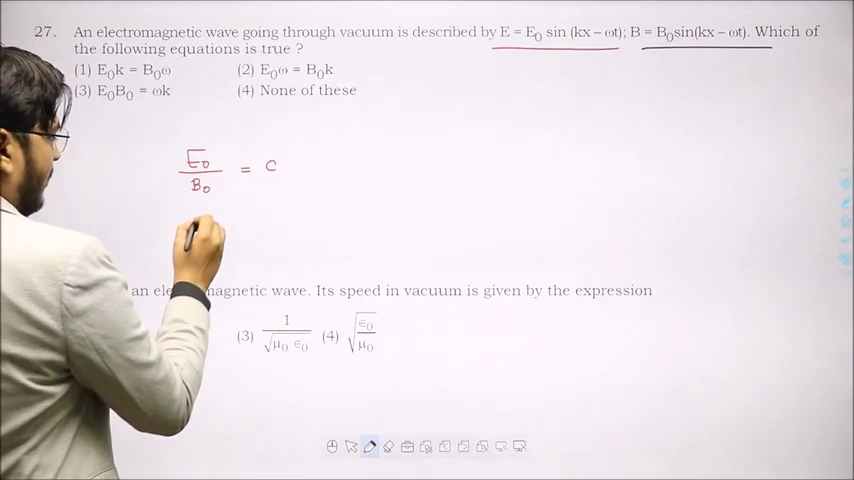 27. An electromagnetic wave going through vacuum is described by E = E₀ sin (kx – ωt); B = B₀sin(kx – ωt). Which of
the following equations is true ?
(1) E₀k = B₀ω (2) E₀ω = B₀k
(3) E₀B₀ = ωk (4) None of these
E₀/B₀ = C
an ele magnetic wave. Its speed in vacuum is given by the expression
(3) 1/√(μ₀ ε₀) (4) √(ε₀/μ₀)